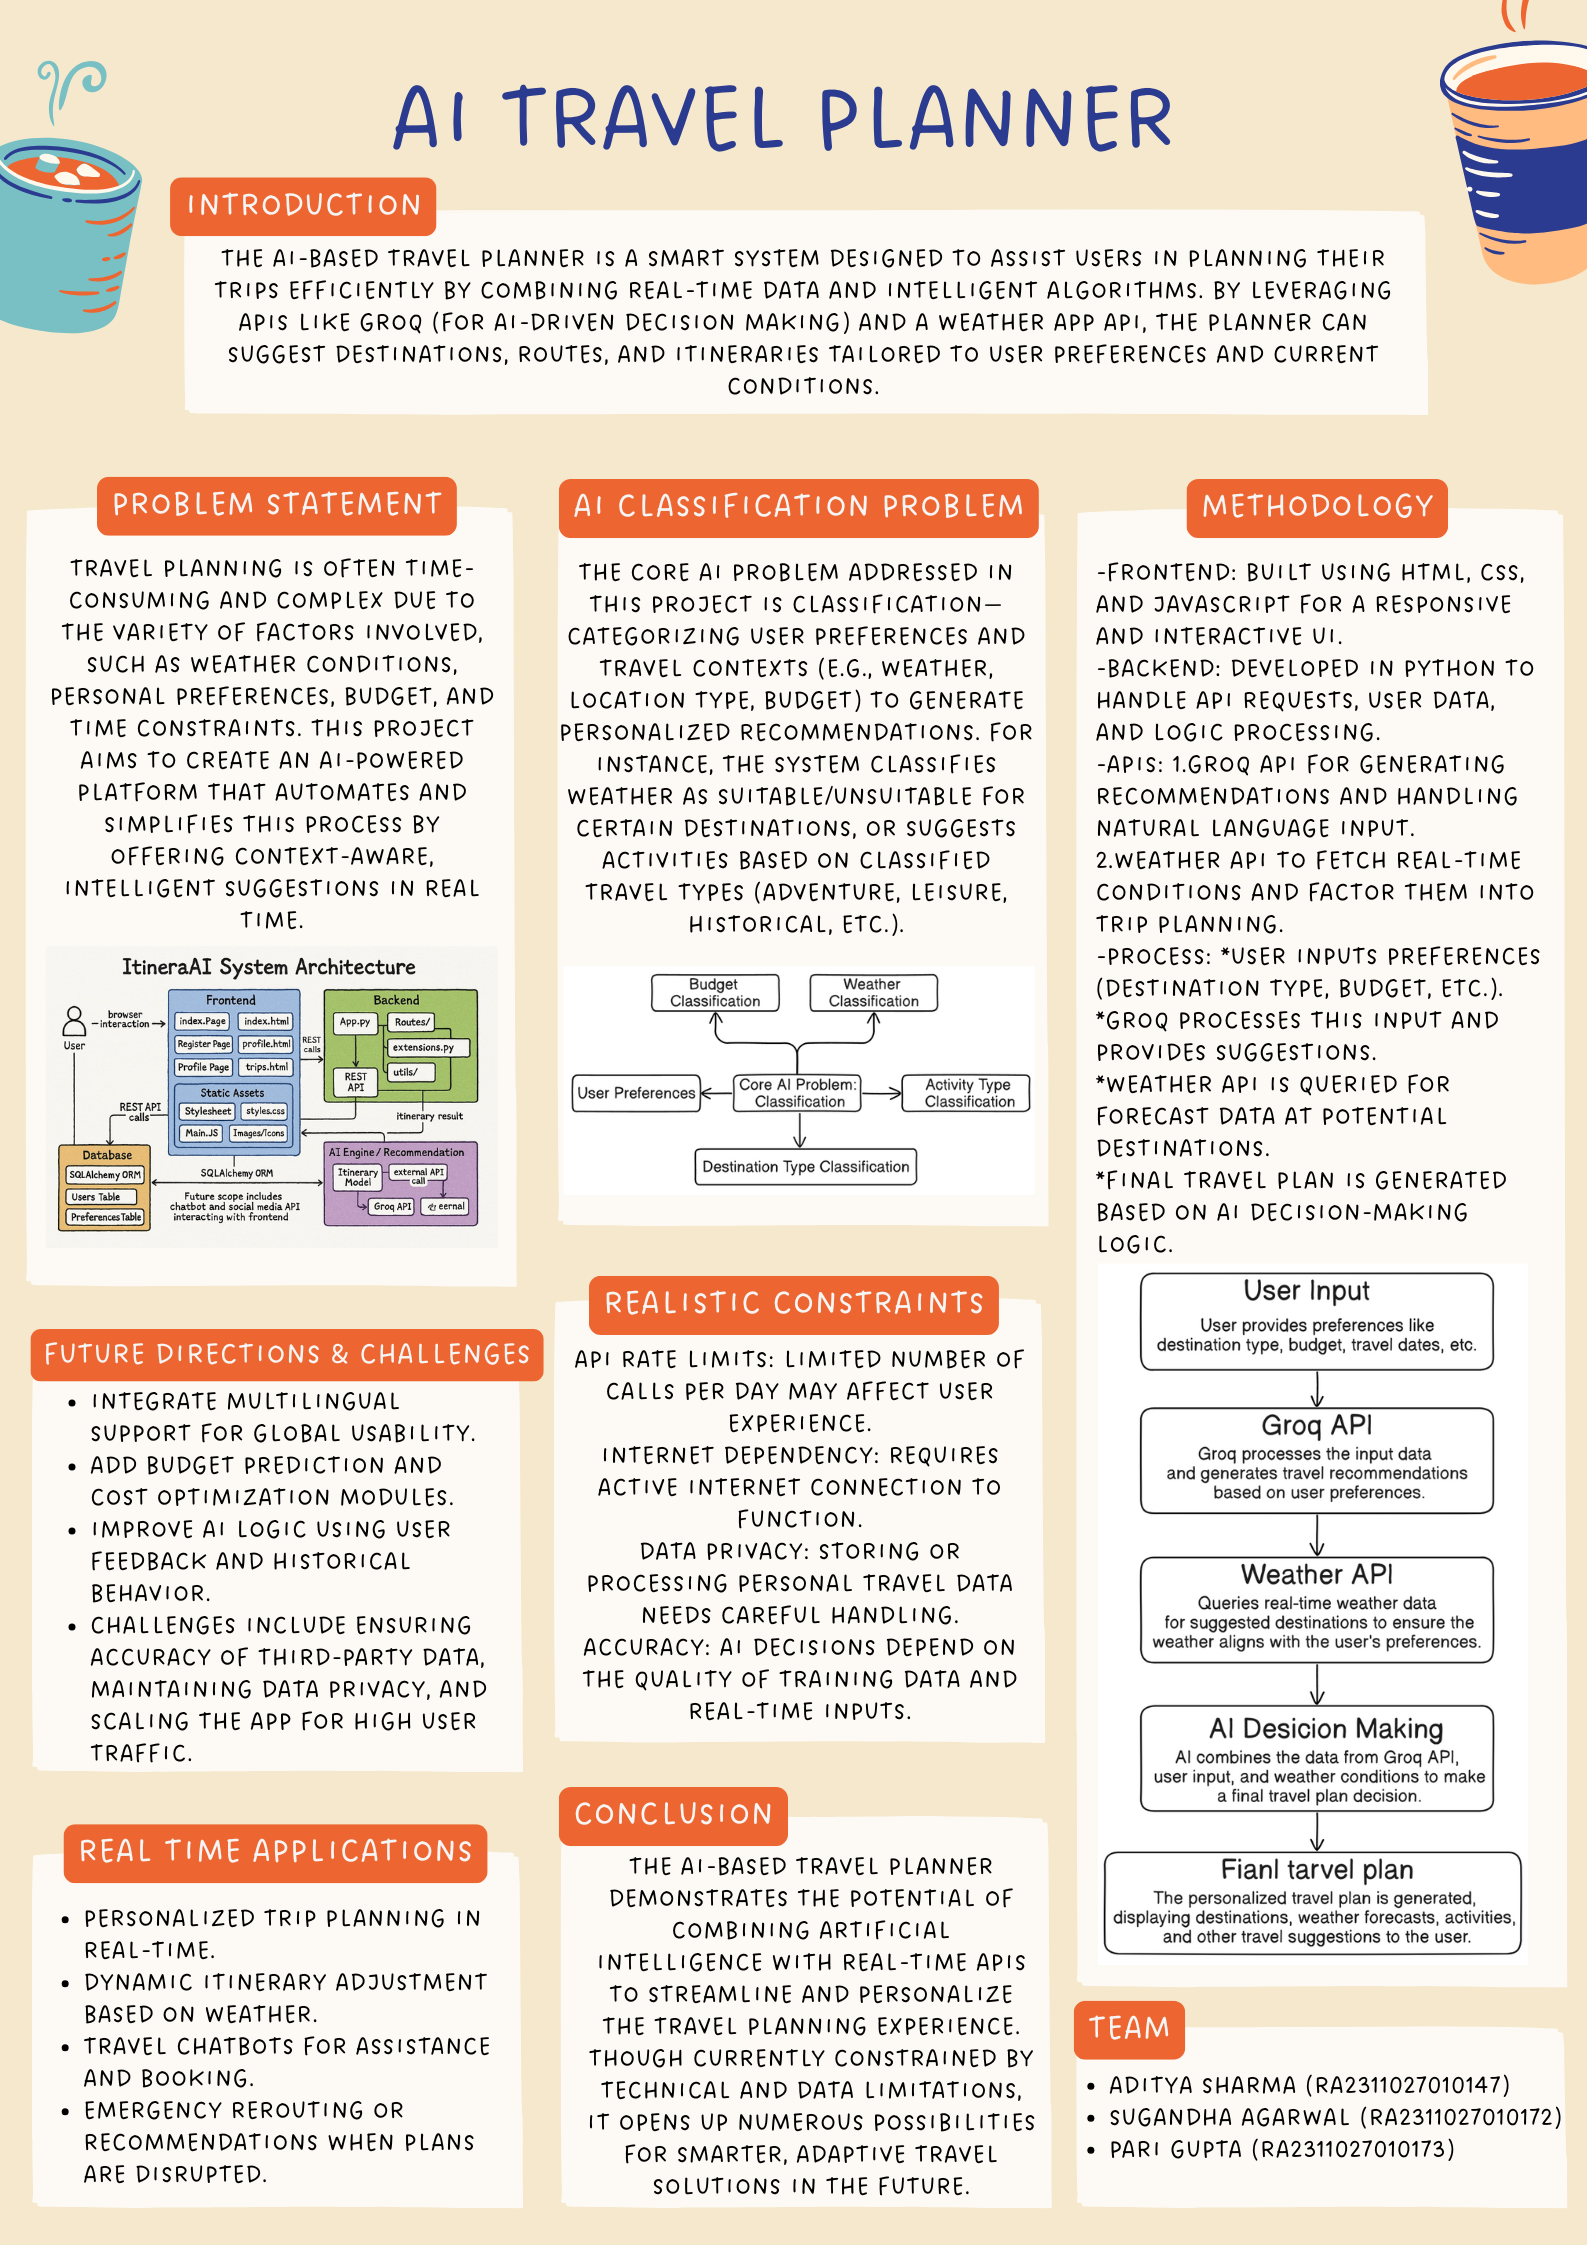 AI TRAVEL PLANNER
INTRODUCTION
THE AI-BASED TRAVEL PLANNER IS A SMART SYSTEM DESIGNED TO ASSIST USERS IN PLANNING THEIR
TRIPS EFFICIENTLY BY COMBINING REAL-TIME DATA AND INTELLIGENT ALGORITHMS. BY LEVERAGING
APIS LIKE GROQ (FOR AI-DRIVEN DECISION MAKING) AND A WEATHER APP API, THE PLANNER CAN
SUGGEST DESTINATIONS, ROUTES, AND ITINERARIES TAILORED TO USER PREFERENCES AND CURRENT
CONDITIONS.
PROBLEM STATEMENT
TRAVEL PLANNING IS OFTEN TIME-
CONSUMING AND COMPLEX DUE TO
THE VARIETY OF FACTORS INVOLVED,
SUCH AS WEATHER CONDITIONS,
PERSONAL PREFERENCES, BUDGET, AND
TIME CONSTRAINTS. THIS PROJECT
AIMS TO CREATE AN AI-POWERED
PLATFORM THAT AUTOMATES AND
SIMPLIFIES THIS PROCESS BY
OFFERING CONTEXT-AWARE,
INTELLIGENT SUGGESTIONS IN REAL
TIME.
ItineraAI System Architecture
User
browser
interaction
Frontend
index.Page
index.html
Register Page
profile.html
Profile Page
trips.html
Static Assets
Stylesheet
styles.css
Main.JS
Images/Icons
REST
calls
Backend
App.py
Routes/
extensions.py
utils/
REST
API
REST API
calls
itinerary result
Database
SQLAlchemy ORM
Users Table
Preferences Table
SQLAlchemy ORM
Future scope includes
chatbot and social media API
interacting with frontend
AI Engine / Recommendation
Itinerary
Model
external API
call
Groq API
eernal
FUTURE DIRECTIONS & CHALLENGES
• INTEGRATE MULTILINGUAL
SUPPORT FOR GLOBAL USABILITY.
• ADD BUDGET PREDICTION AND
COST OPTIMIZATION MODULES.
• IMPROVE AI LOGIC USING USER
FEEDBACK AND HISTORICAL
BEHAVIOR.
• CHALLENGES INCLUDE ENSURING
ACCURACY OF THIRD-PARTY DATA,
MAINTAINING DATA PRIVACY, AND
SCALING THE APP FOR HIGH USER
TRAFFIC.
REAL TIME APPLICATIONS
• PERSONALIZED TRIP PLANNING IN
REAL-TIME.
• DYNAMIC ITINERARY ADJUSTMENT
BASED ON WEATHER.
• TRAVEL CHATBOTS FOR ASSISTANCE
AND BOOKING.
• EMERGENCY REROUTING OR
RECOMMENDATIONS WHEN PLANS
ARE DISRUPTED.
AI CLASSIFICATION PROBLEM
THE CORE AI PROBLEM ADDRESSED IN
THIS PROJECT IS CLASSIFICATION—
CATEGORIZING USER PREFERENCES AND
TRAVEL CONTEXTS (E.G., WEATHER,
LOCATION TYPE, BUDGET) TO GENERATE
PERSONALIZED RECOMMENDATIONS. FOR
INSTANCE, THE SYSTEM CLASSIFIES
WEATHER AS SUITABLE/UNSUITABLE FOR
CERTAIN DESTINATIONS, OR SUGGESTS
ACTIVITIES BASED ON CLASSIFIED
TRAVEL TYPES (ADVENTURE, LEISURE,
HISTORICAL, ETC.).
Budget
Classification
Weather
Classification
User Preferences
Core AI Problem:
Classification
Activity Type
Classification
Destination Type Classification
REALISTIC CONSTRAINTS
API RATE LIMITS: LIMITED NUMBER OF
CALLS PER DAY MAY AFFECT USER
EXPERIENCE.
INTERNET DEPENDENCY: REQUIRES
ACTIVE INTERNET CONNECTION TO
FUNCTION.
DATA PRIVACY: STORING OR
PROCESSING PERSONAL TRAVEL DATA
NEEDS CAREFUL HANDLING.
ACCURACY: AI DECISIONS DEPEND ON
THE QUALITY OF TRAINING DATA AND
REAL-TIME INPUTS.
CONCLUSION
THE AI-BASED TRAVEL PLANNER
DEMONSTRATES THE POTENTIAL OF
COMBINING ARTIFICIAL
INTELLIGENCE WITH REAL-TIME APIS
TO STREAMLINE AND PERSONALIZE
THE TRAVEL PLANNING EXPERIENCE.
THOUGH CURRENTLY CONSTRAINED BY
TECHNICAL AND DATA LIMITATIONS,
IT OPENS UP NUMEROUS POSSIBILITIES
FOR SMARTER, ADAPTIVE TRAVEL
SOLUTIONS IN THE FUTURE.
METHODOLOGY
-FRONTEND: BUILT USING HTML, CSS,
AND JAVASCRIPT FOR A RESPONSIVE
AND INTERACTIVE UI.
-BACKEND: DEVELOPED IN PYTHON TO
HANDLE API REQUESTS, USER DATA,
AND LOGIC PROCESSING.
-APIS: 1.GROQ API FOR GENERATING
RECOMMENDATIONS AND HANDLING
NATURAL LANGUAGE INPUT.
2.WEATHER API TO FETCH REAL-TIME
CONDITIONS AND FACTOR THEM INTO
TRIP PLANNING.
-PROCESS: *USER INPUTS PREFERENCES
(DESTINATION TYPE, BUDGET, ETC.).
*GROQ PROCESSES THIS INPUT AND
PROVIDES SUGGESTIONS.
*WEATHER API IS QUERIED FOR
FORECAST DATA AT POTENTIAL
DESTINATIONS.
*FINAL TRAVEL PLAN IS GENERATED
BASED ON AI DECISION-MAKING
LOGIC.
User Input
User provides preferences like
destination type, budget, travel dates, etc.
Groq API
Groq processes the input data
and generates travel recommendations
based on user preferences.
Weather API
Queries real-time weather data
for suggested destinations to ensure the
weather aligns with the user's preferences.
AI Desicion Making
AI combines the data from Groq API,
user input, and weather conditions to make
a final travel plan decision.
Fianl tarvel plan
The personalized travel plan is generated,
displaying destinations, weather forecasts, activities,
and other travel suggestions to the user.
TEAM
• ADITYA SHARMA (RA2311027010147)
• SUGANDHA AGARWAL (RA2311027010172)
• PARI GUPTA (RA2311027010173)